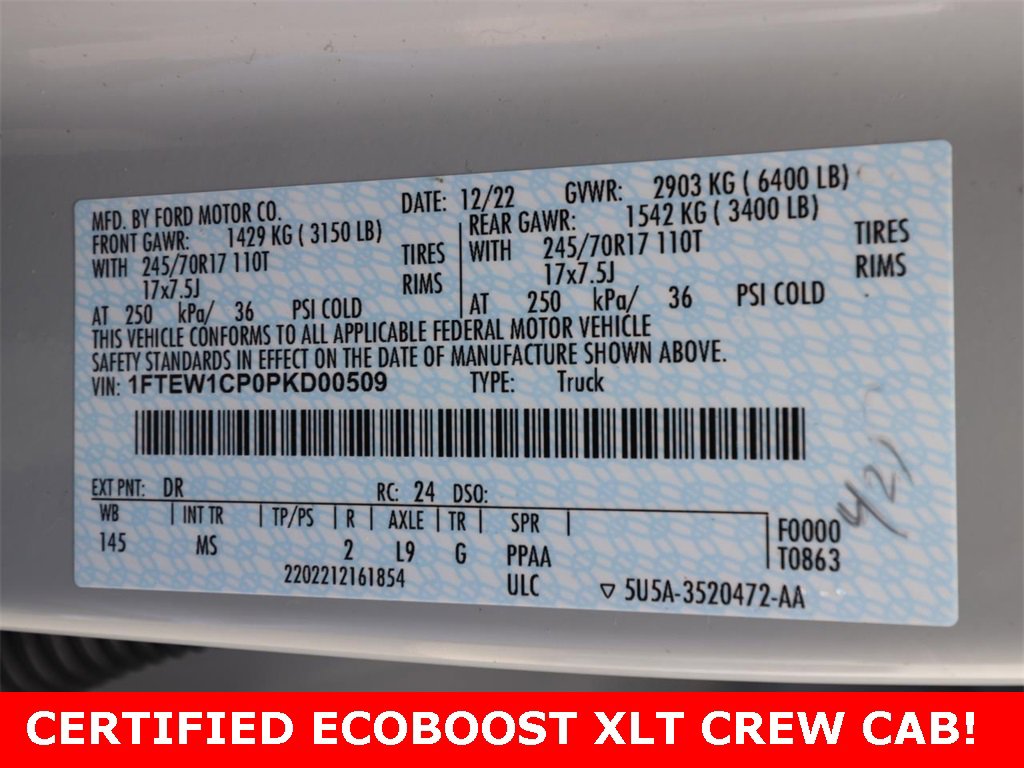 MFD. BY FORD MOTOR CO. DATE: 12/22 GVWR: 2903 KG ( 6400 LB)
FRONT GAWR: 1429 KG ( 3150 LB) REAR GAWR: 1542 KG ( 3400 LB)
WITH 245/70R17 110T TIRES WITH 245/70R17 110T TIRES
17x7.5J RIMS 17x7.5J RIMS
AT 250 kPa/ 36 PSI COLD AT 250 kPa/ 36 PSI COLD
THIS VEHICLE CONFORMS TO ALL APPLICABLE FEDERAL MOTOR VEHICLE
SAFETY STANDARDS IN EFFECT ON THE DATE OF MANUFACTURE SHOWN ABOVE.
VIN: 1FTEW1CP0PKD00509 TYPE: Truck
421
EXT PNT: DR RC: 24 DSO:
WB INT TR TP/PS R AXLE TR SPR F0000
145 MS 2 L9 G PPAA T0863
2202212161854 ULC ▽ 5U5A-3520472-AA
CERTIFIED ECOBOOST XLT CREW CAB!